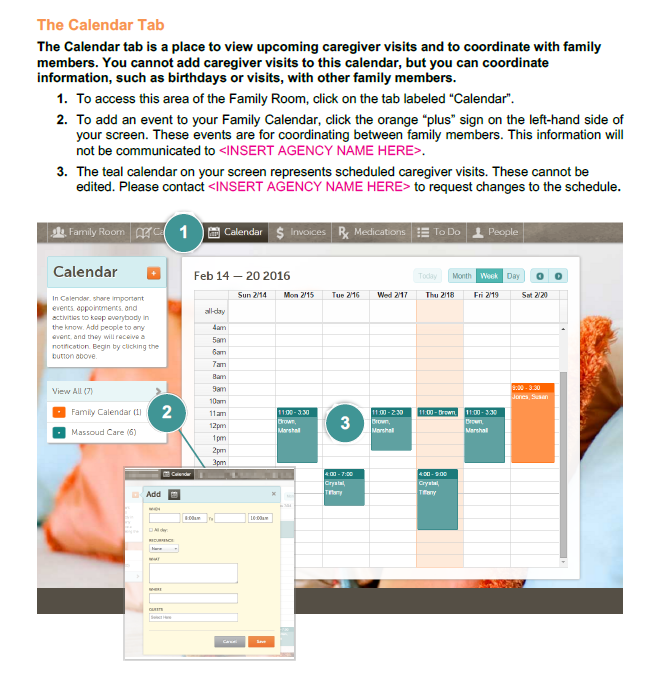 The Calendar Tab
The Calendar tab is a place to view upcoming caregiver visits and to coordinate with family
members. You cannot add caregiver visits to this calendar, but you can coordinate
information, such as birthdays or visits, with other family members.
1. To access this area of the Family Room, click on the tab labeled “Calendar”.
2. To add an event to your Family Calendar, click the orange “plus” sign on the left-hand side of
your screen. These events are for coordinating between family members. This information will
not be communicated to <INSERT AGENCY NAME HERE>.
3. The teal calendar on your screen represents scheduled caregiver visits. These cannot be
edited. Please contact <INSERT AGENCY NAME HERE> to request changes to the schedule.
Family Room Ca 1 Calendar $ Invoices Rx Medications To Do People
Calendar +
In Calendar, share important
events, appointments, and
activities to keep everybody in
the know. Add people to any
event, and they will receive a
notification. Begin by clicking the
button above.
View All (7)
Family Calendar (1)
Massoud Care (6)
2
Feb 14 — 20 2016
Today Month Week Day
Sun 2/14 Mon 2/15 Tue 2/16 Wed 2/17 Thu 2/18 Fri 2/19 Sat 2/20
all-day
4am
5am
6am
7am
8am
9am
10am
11am
12pm
1pm
2pm
3pm
9:00 - 3:30
Jones, Susan
11:00 - 3:30
Brown,
Marshall
3
11:00 - 2:30
Brown,
Marshall
11:00 - Brown,
11:00 - 3:30
Brown,
Marshall
4:00 - 7:00
Crystal,
Tiffany
4:00 - 9:00
Crystal,
Tiffany
Calendar
Add
×
WHEN
9:00am To 10:00am
All day
RECURRENCE
None
WHAT
WHERE
GUESTS
Select Here
Cancel Save